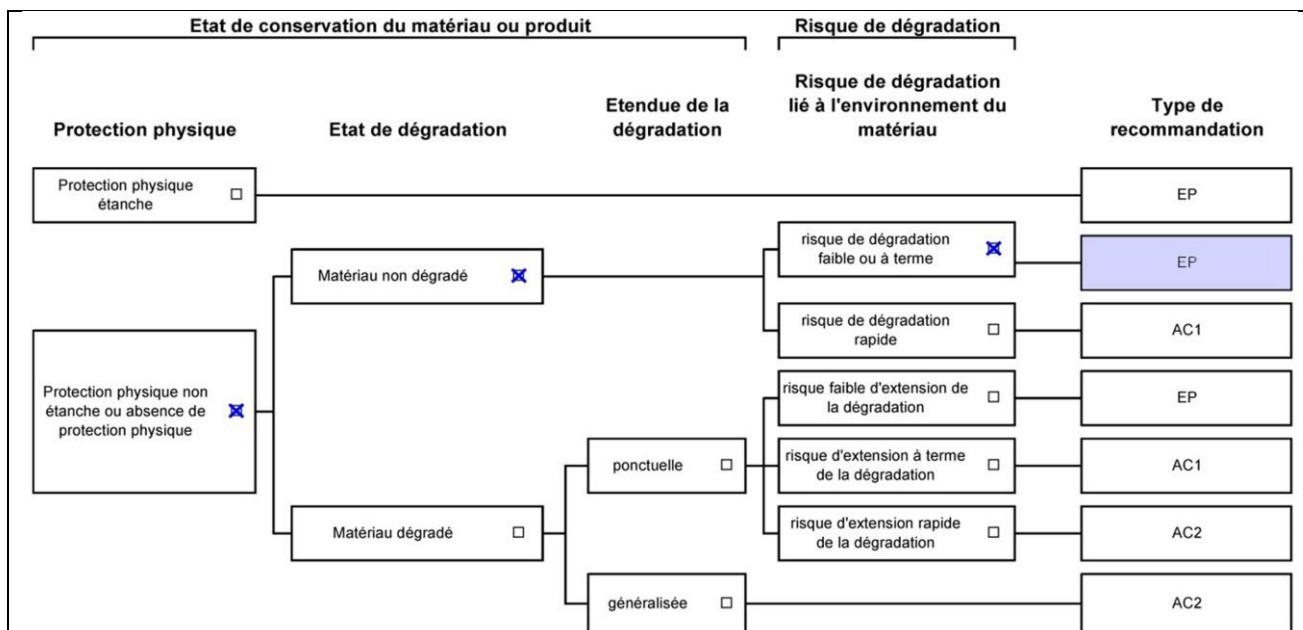 Etat de conservation du matériau ou produit
Risque de dégradation
Protection physique
Etat de dégradation
Etendue de la
dégradation
Risque de dégradation
lié à l'environnement du
matériau
Type de
recommandation
Protection physique
étanche
EP
risque de dégradation
faible ou à terme
EP
Matériau non dégradé
risque de dégradation
rapide
AC1
Protection physique non
étanche ou absence de
protection physique
risque faible d'extension de
la dégradation
EP
ponctuelle
risque d'extension à terme
de la dégradation
AC1
Matériau dégradé
risque d'extension rapide
de la dégradation
AC2
généralisée
AC2